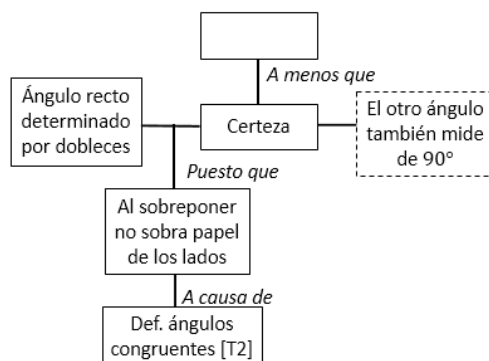 A menos que
Ángulo recto
determinado
por dobleces
Certeza
El otro ángulo
también mide
de 90°
Puesto que
Al sobreponer
no sobra papel
de los lados
A causa de
Def. ángulos
congruentes [T2]